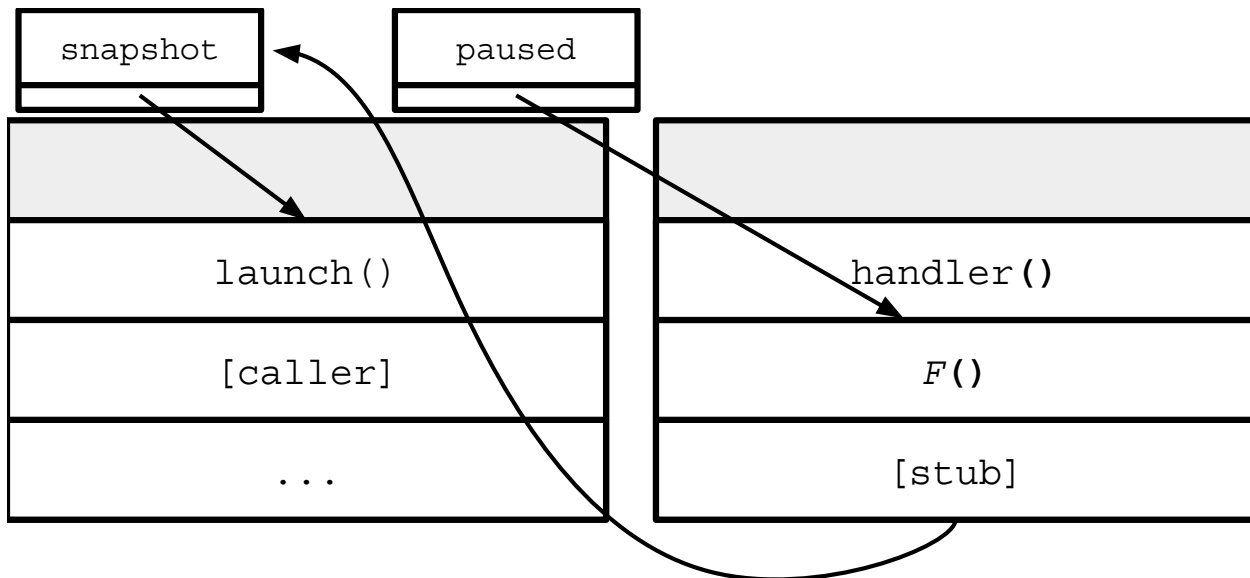 snapshot
paused
launch()
[caller]
...
handler()
F()
[stub]